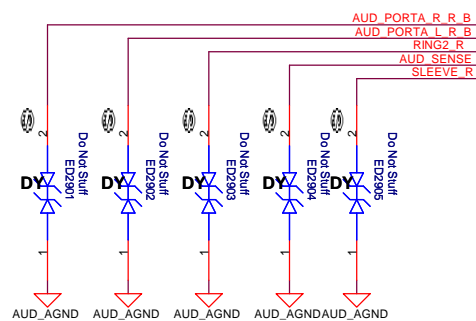 AUD_PORTA_R_R_B
AUD_PORTA_L_R_B
RING2_R
AUD_SENSE
SLEEVE_R
2
2
2
2
2
DY
Do Not Stuff
ED2901
DY
Do Not Stuff
ED2902
DY
Do Not Stuff
ED2903
DY
Do Not Stuff
ED2904
DY
Do Not Stuff
ED2905
1
1
1
1
1
AUD_AGND
AUD_AGND
AUD_AGND
AUD_AGND
AUD_AGND